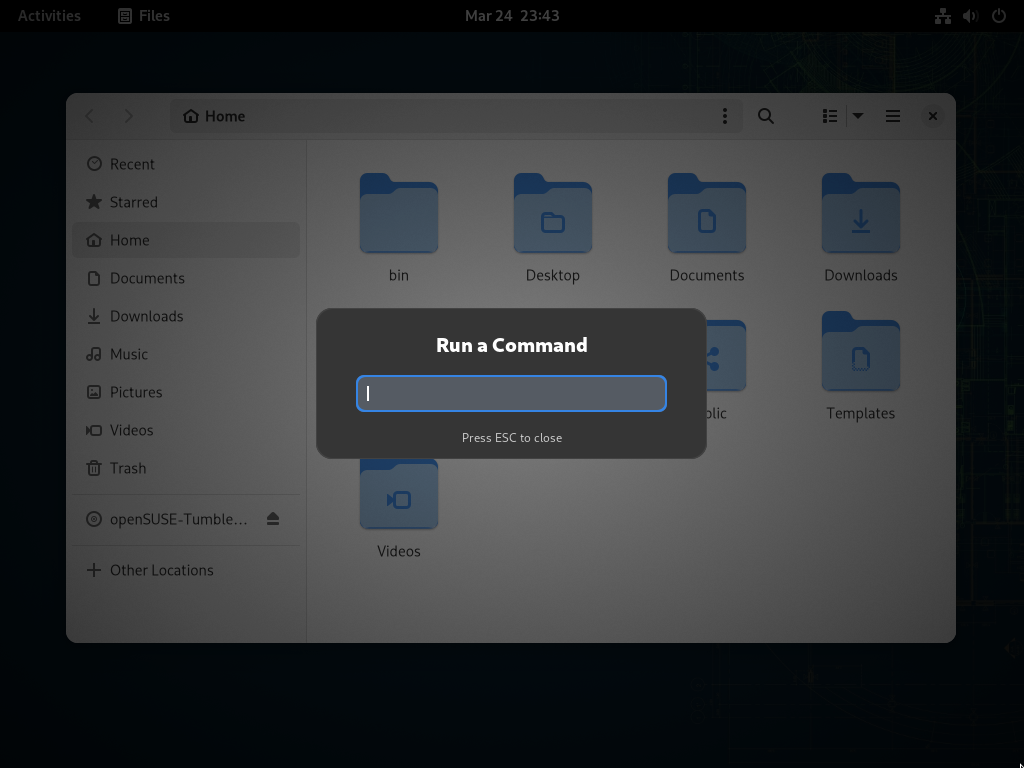 Activities Files Mar 24 23:43
Home
Recent
Starred
Home
Documents
Downloads
Music
Pictures
Videos
Trash
openSUSE-Tumble...
Other Locations
bin Desktop Documents Downloads
blic Templates
Videos
Run a Command
Press ESC to close